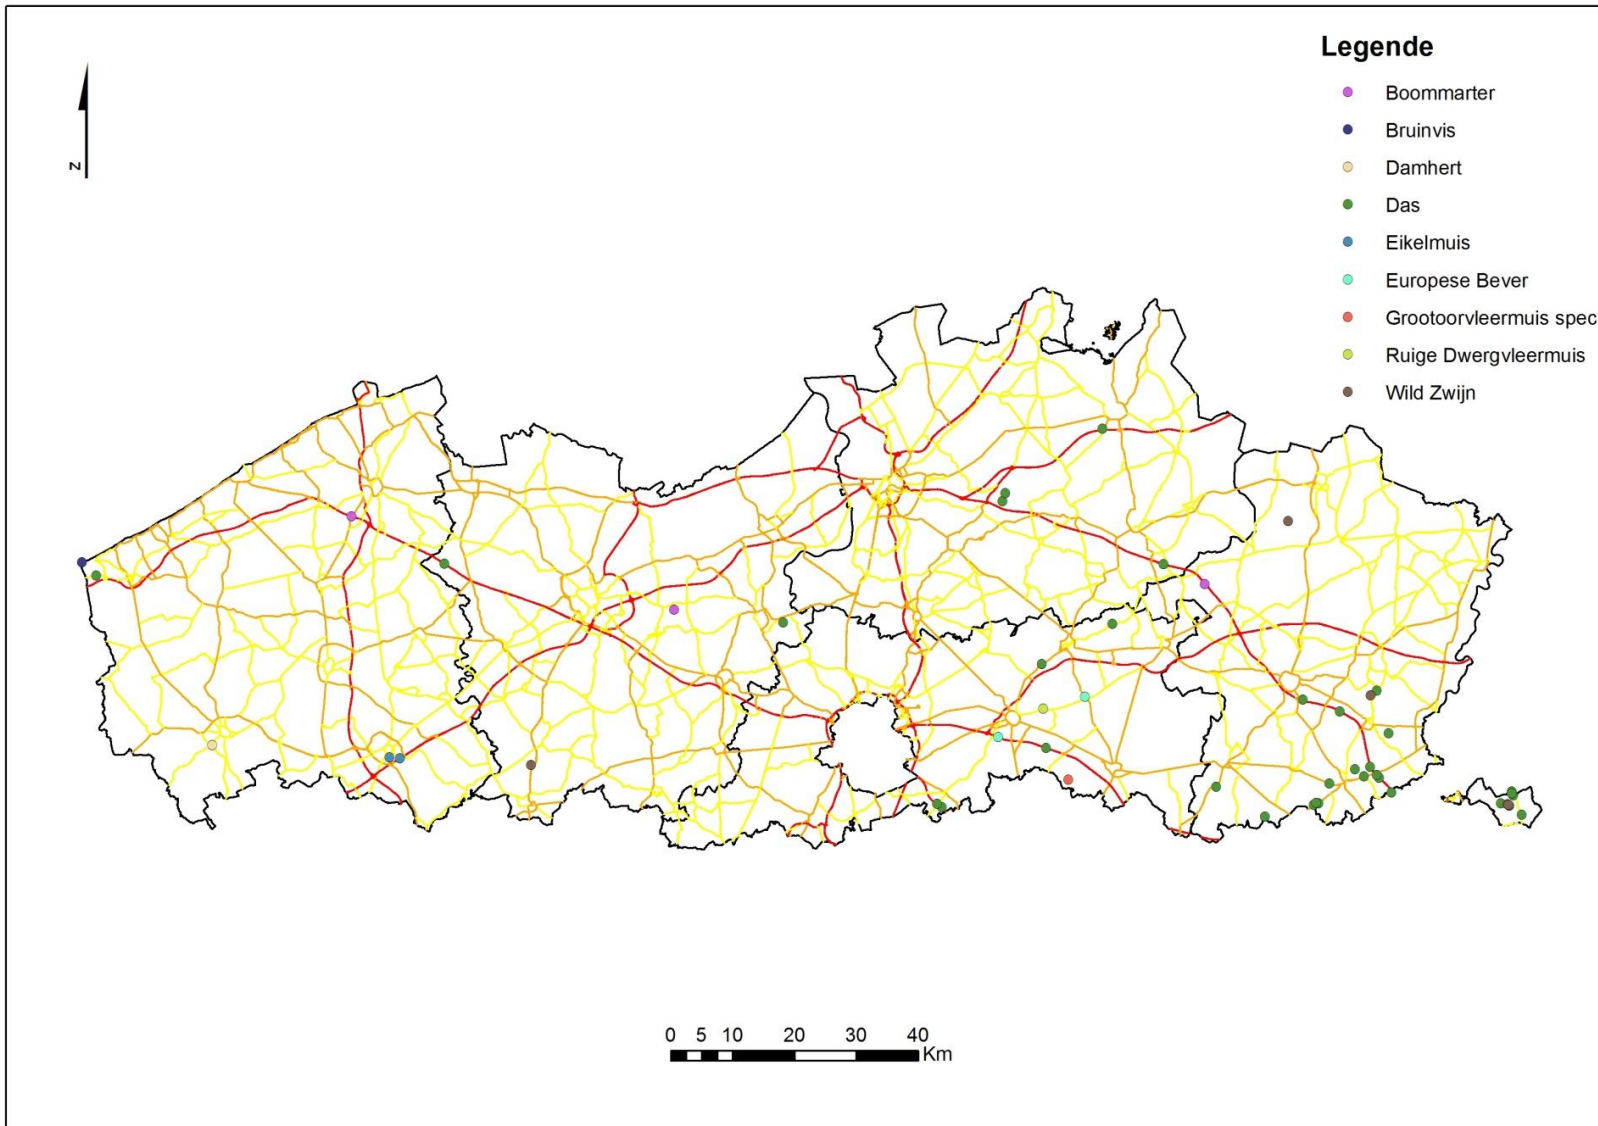 Legende
Boommarter
Bruinvis
Damhert
Das
Eikelmuis
Europese Bever
Grootoorvleermuis spec
Ruige Dwergvleermuis
Wild Zwijn
N
0 5 10 20 30 40
Km